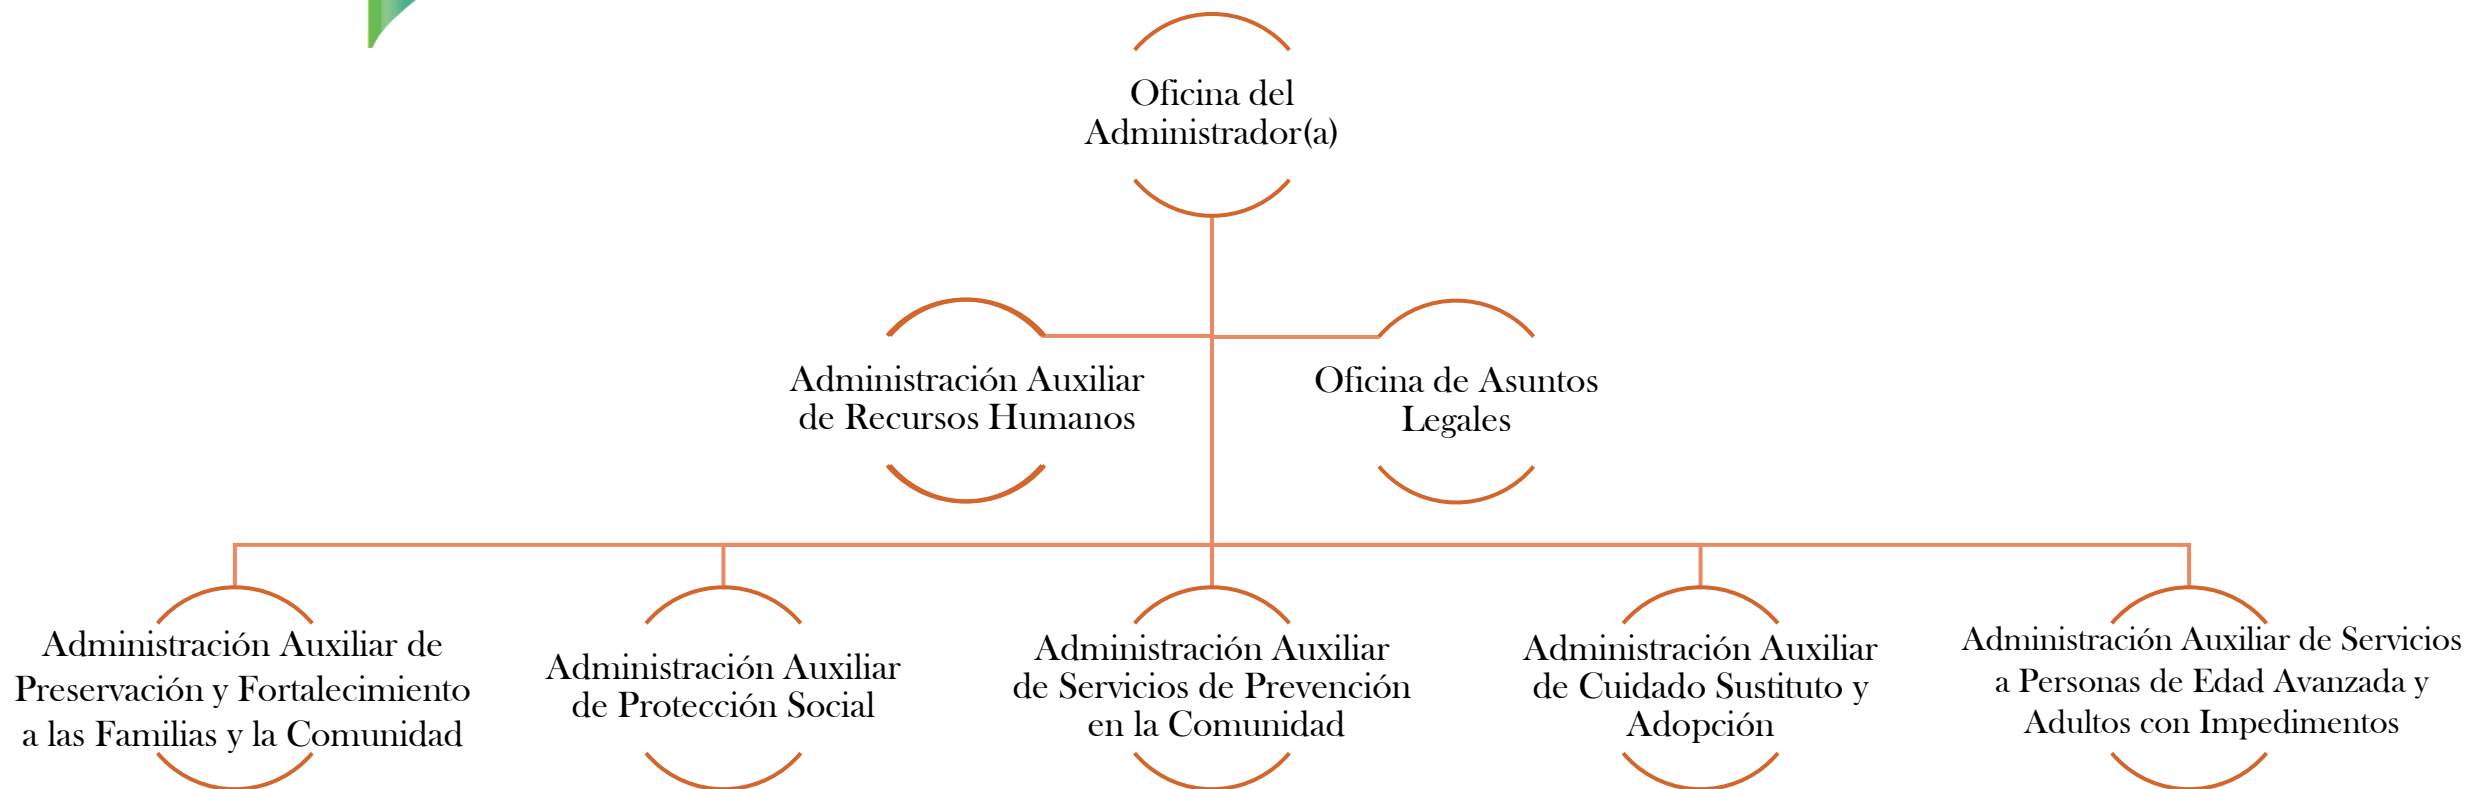 Oficina del
Administrador(a)
Administración Auxiliar
de Recursos Humanos
Oficina de Asuntos
Legales
Administración Auxiliar de
Preservación y Fortalecimiento
a las Familias y la Comunidad
Administración Auxiliar
de Protección Social
Administración Auxiliar
de Servicios de Prevención
en la Comunidad
Administración Auxiliar
de Cuidado Sustituto y
Adopción
Administración Auxiliar de Servicios
a Personas de Edad Avanzada y
Adultos con Impedimentos